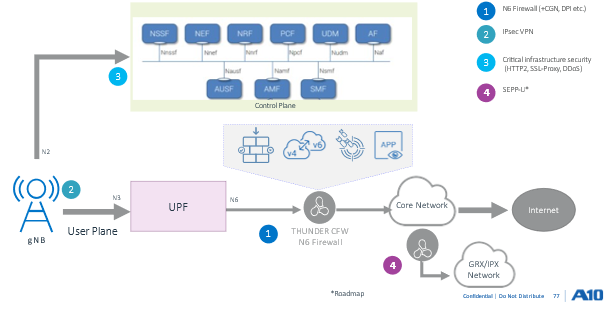 NSSF NEF NRF PCF UDM AF
Nnssf Nnef Nnrf Npcf Nudm Naf
Nausf Namf Nsmf
AUSF AMF SMF
Control Plane
3
1 N6 Firewall (+CGN, DPI etc.)
2 IPsec VPN
3 Critical infrastructure security
(HTTP2, SSL-Proxy, DDoS)
4 SEPP-U*
N2
v4 v6 APP
2
N3
UPF
N6
gNB
User Plane
1
THUNDER CFW
N6 Firewall
Core Network
Internet
4
GRX/IPX
Network
*Roadmap
Confidential | Do Not Distribute 77 A10